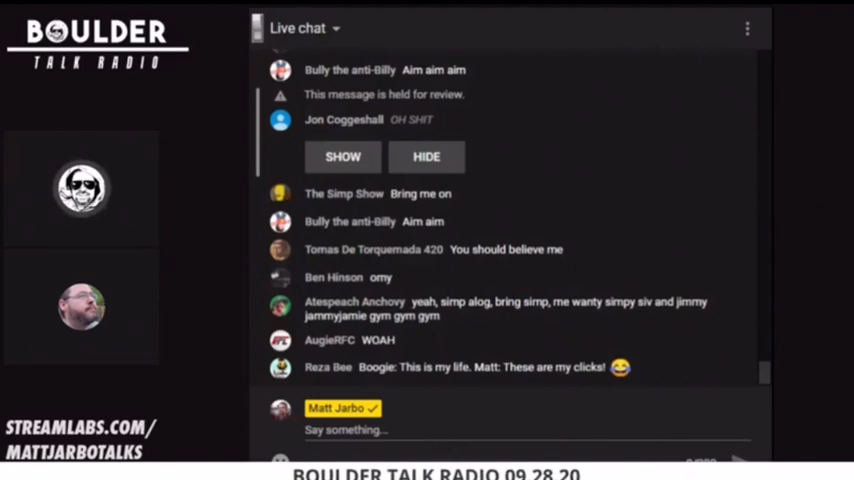 BOULDER
TALK RADIO
Live chat
Bully the anti-Billy Aim aim aim
This message is held for review.
Jon Coggeshall OH SHIT
SHOW HIDE
The Simp Show Bring me on
Bully the anti-Billy Aim aim
Tomas De Torquemada 420 You should believe me
Ben Hinson omy
Atespeach Anchovy yeah, simp alog, bring simp, me wanty simpy siv and jimmy
jammyjamie gym gym gym
AugieRFC WOAH
Reza Bee Boogie: This is my life. Matt: These are my clicks! 😂
Matt Jarbo ✓
Say something...
STREAMLABS.COM/
MATTJARBOTALKS
BOULDER TALK RADIO 09.28.20